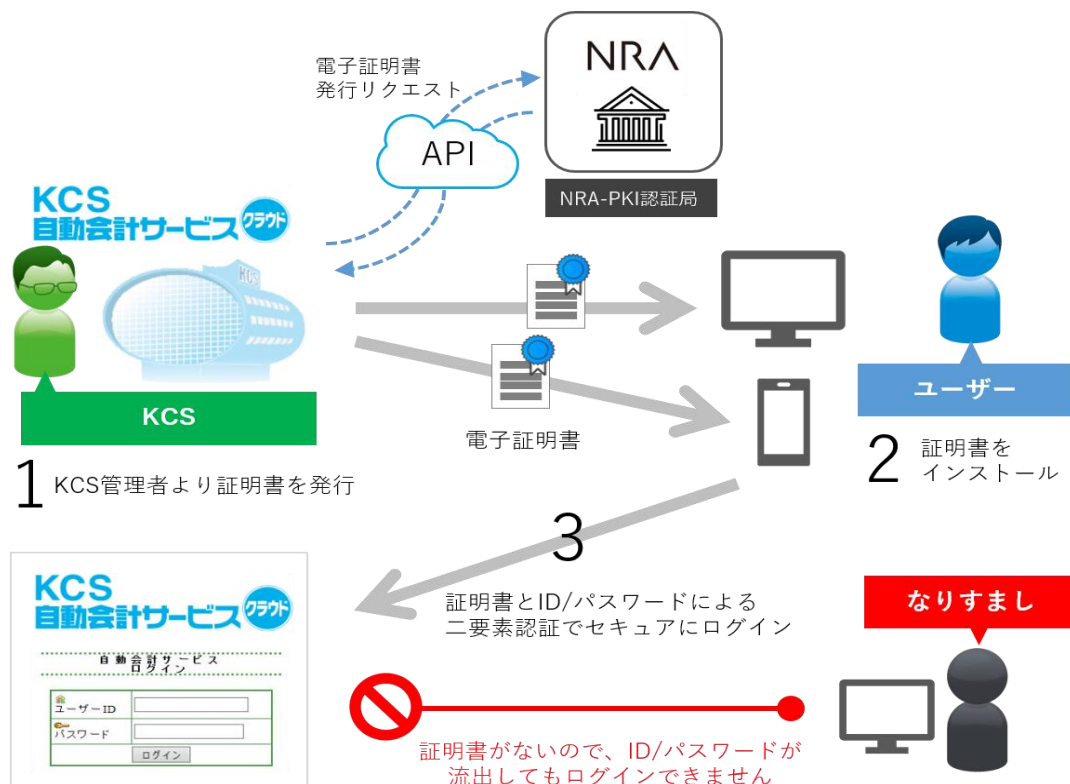 電子証明書
発行リクエスト
NRA
API
NRA-PKI認証局
KCS
自動会計サービス クラウド
KCS
KCS
ユーザー
電子証明書
1 KCS管理者より証明書を発行
2 証明書を
インストール
3
証明書とID/パスワードによる
二要素認証でセキュアにログイン
KCS
自動会計サービス クラウド
自動会計サービス
ログイン
ユーザーID
パスワード
ログイン
なりすまし
証明書がないので、ID/パスワードが
流出してもログインできません